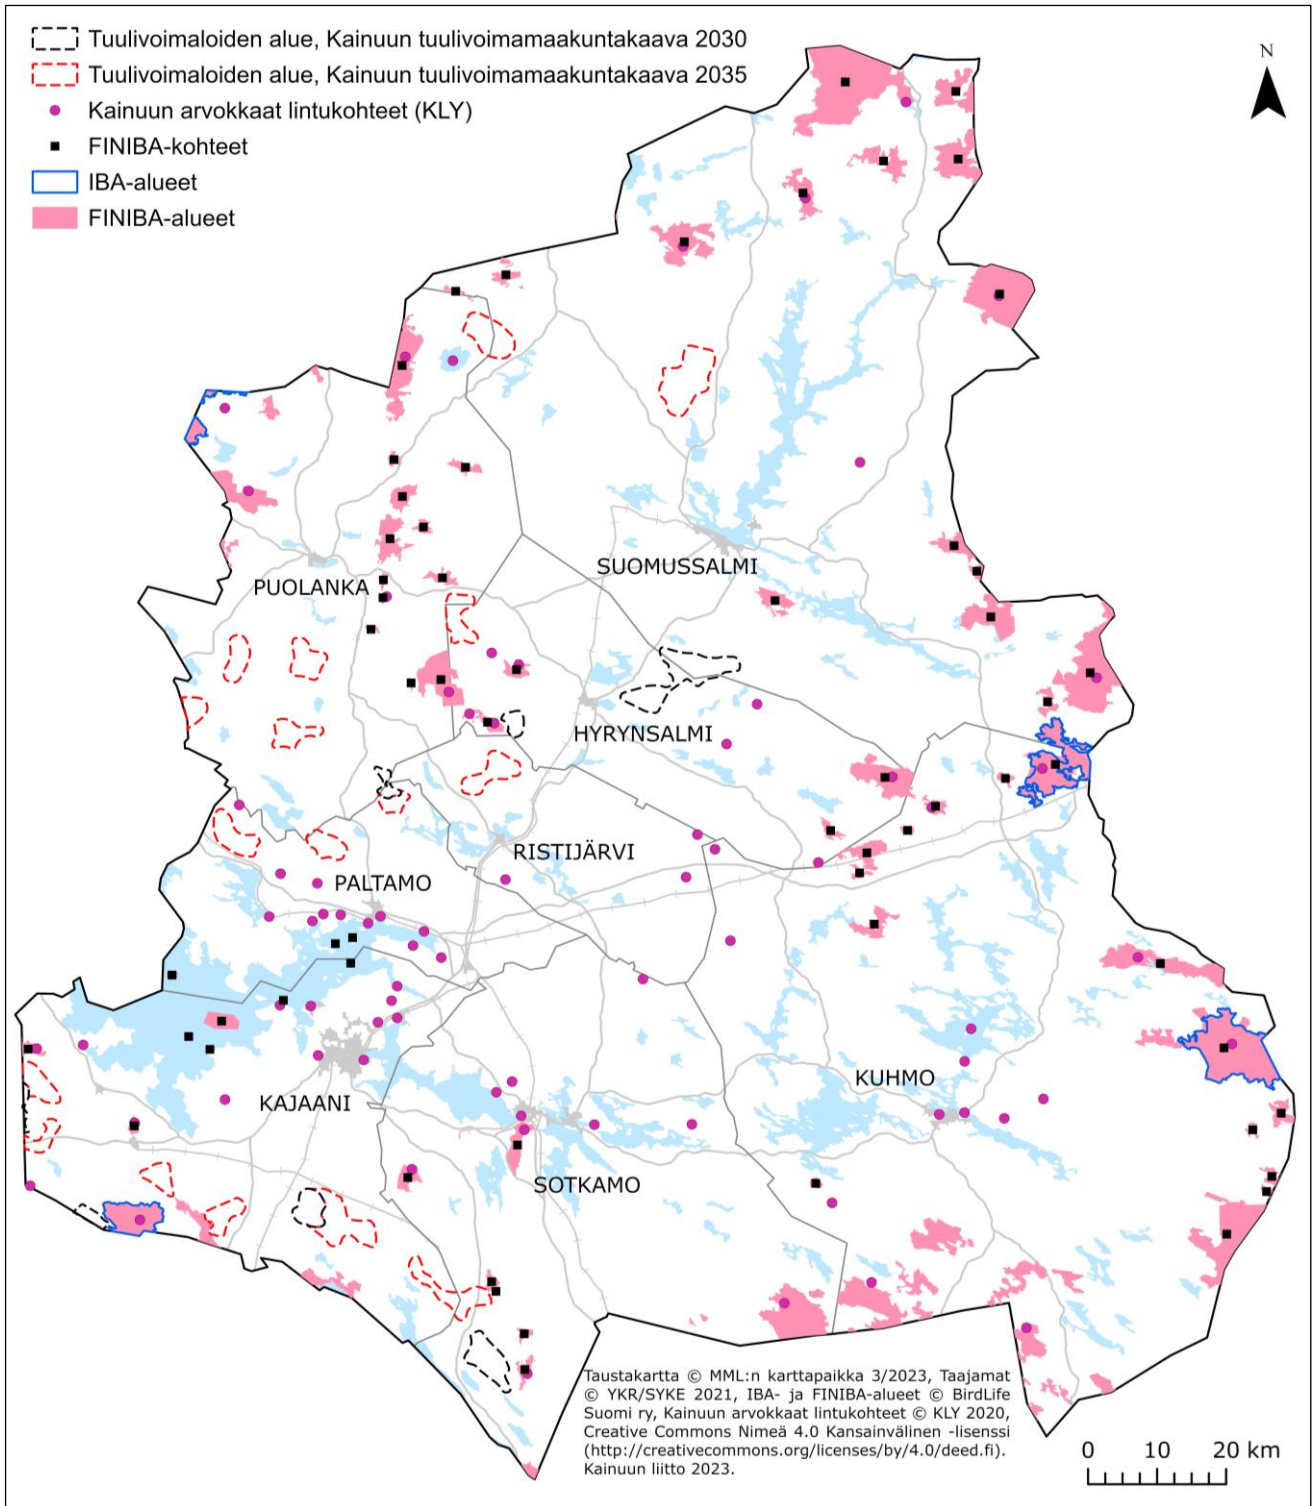 Tuulivoimaloiden alue, Kainuun tuulivoimamaakuntakaava 2030
Tuulivoimaloiden alue, Kainuun tuulivoimamaakuntakaava 2035
Kainuun arvokkaat lintukohteet (KLY)
FINIBA-kohteet
IBA-alueet
FINIBA-alueet
N
SUOMUSSALMI
PUOLANKA
HYRYNSALMI
RISTIJÄRVI
PALTAMO
KUHMO
KAJAANI
SOTKAMO
Taustakartta © MML:n karttapaikka 3/2023, Taajamat
© YKR/SYKE 2021, IBA- ja FINIBA-alueet © BirdLife
Suomi ry, Kainuun arvokkaat lintukohteet © KLY 2020,
Creative Commons Nimeä 4.0 Kansainvälinen -lisenssi
(http://creativecommons.org/licenses/by/4.0/deed.fi).
Kainuun liitto 2023.
0 10 20 km